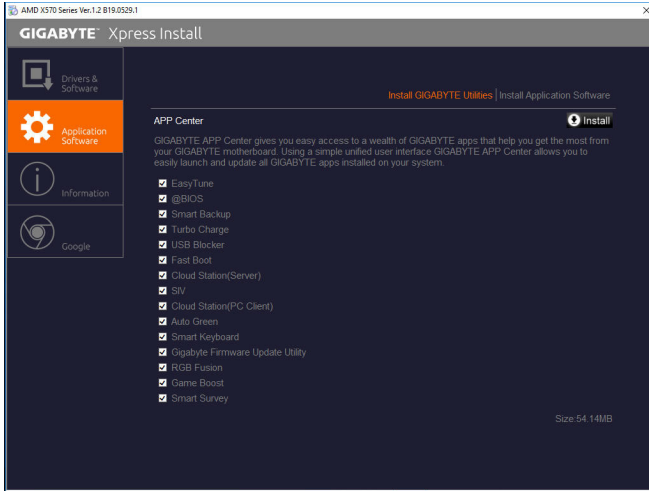 AMD X570 Series Ver.1.2 B19.0529.1
GIGABYTE™ Xpress Install
Drivers &
Software
Application
Software
Information
Google
Install GIGABYTE Utilities | Install Application Software
APP Center
Install
GIGABYTE APP Center gives you easy access to a wealth of GIGABYTE apps that help you get the most from
your GIGABYTE motherboard. Using a simple unified user interface GIGABYTE APP Center allows you to
easily launch and update all GIGABYTE apps installed on your system.
EasyTune
@BIOS
Smart Backup
Turbo Charge
USB Blocker
Fast Boot
Cloud Station(Server)
SIV
Cloud Station(PC Client)
Auto Green
Smart Keyboard
Gigabyte Firmware Update Utility
RGB Fusion
Game Boost
Smart Survey
Size:54.14MB